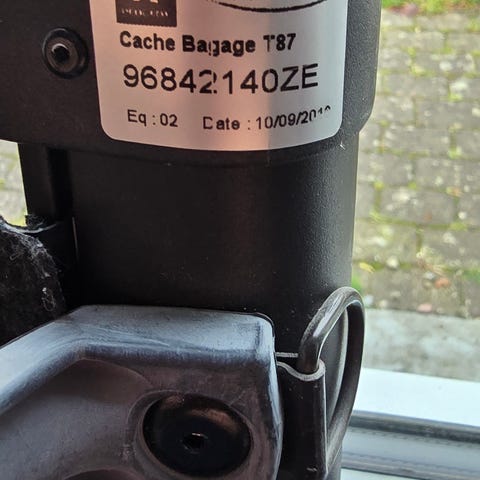 Cache Bagage T87
96842140ZE
Eq : 02 Date : 10/09/201